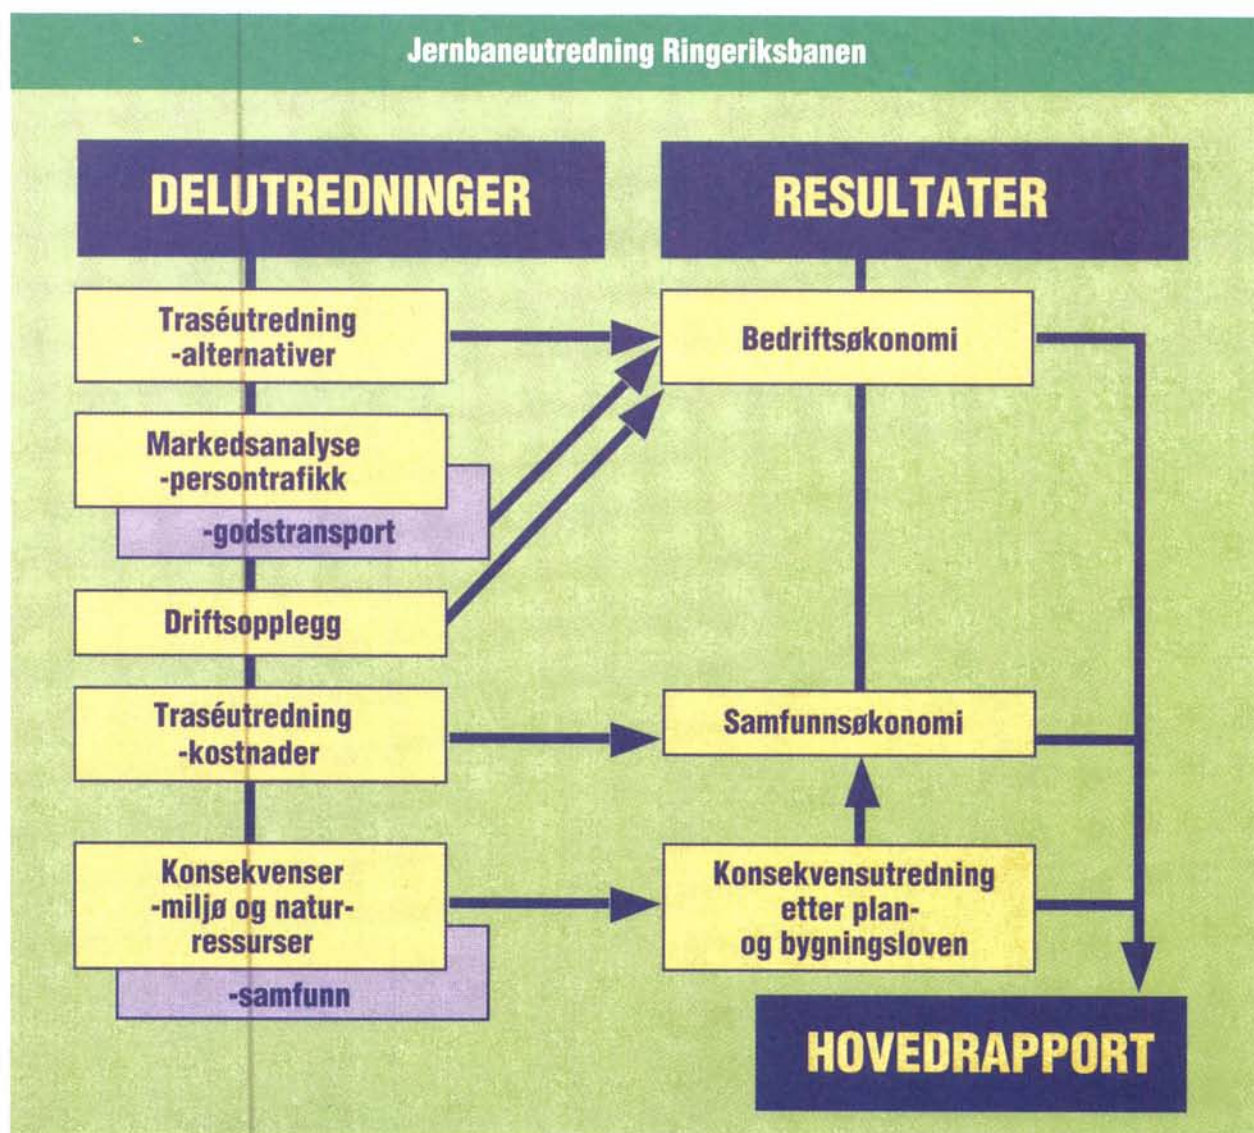 Jernbaneutredning Ringeriksbanen
DELUTREDNINGER
Traséutredning
-alternativer
Markedsanalyse
-persontrafikk
-godstransport
Driftsopplegg
Traséutredning
-kostnader
Konsekvenser
-miljø og natur-
ressurser
-samfunn
RESULTATER
Bedriftsøkonomi
Samfunnsøkonomi
Konsekvensutredning
etter plan-
og bygningsloven
HOVEDRAPPORT